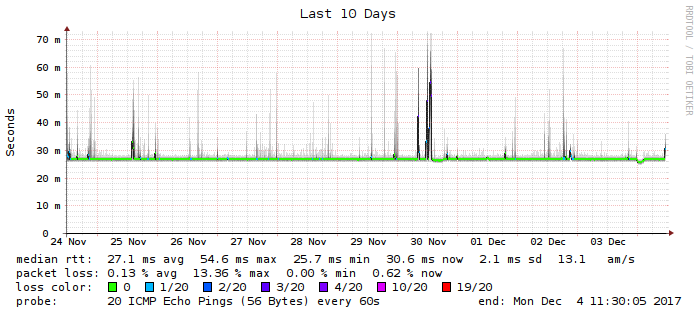 Last 10 Days
RRDTOOL / TOBI OETIKER
Seconds
70 m
60 m
50 m
40 m
30 m
20 m
10 m
0
24 Nov 25 Nov 26 Nov 27 Nov 28 Nov 29 Nov 30 Nov 01 Dec 02 Dec 03 Dec
median rtt: 27.1 ms avg 54.6 ms max 25.7 ms min 30.6 ms now 2.1 ms sd 13.1 am/s
packet loss: 0.13 % avg 13.36 % max 0.00 % min 0.62 % now
loss color: 0 1/20 2/20 3/20 4/20 10/20 19/20
probe: 20 ICMP Echo Pings (56 Bytes) every 60s end: Mon Dec 4 11:30:05 2017